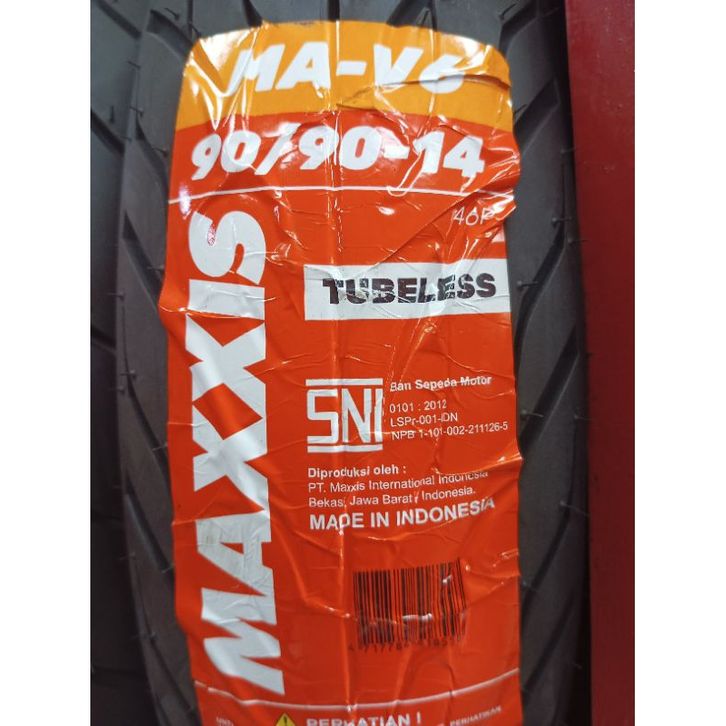 MA-V6
90/90-14
46P
MAXXIS
TUBELESS
SNI
Ban Sepeda Motor
0101 : 2012
LSPr-001-IDN
NPB 1-101-002-211126-5
Diproduksi oleh :
PT. Maxxis International Indonesia
Bekasi, Jawa Barat / Indonesia.
MADE IN INDONESIA
PERHATIAN !